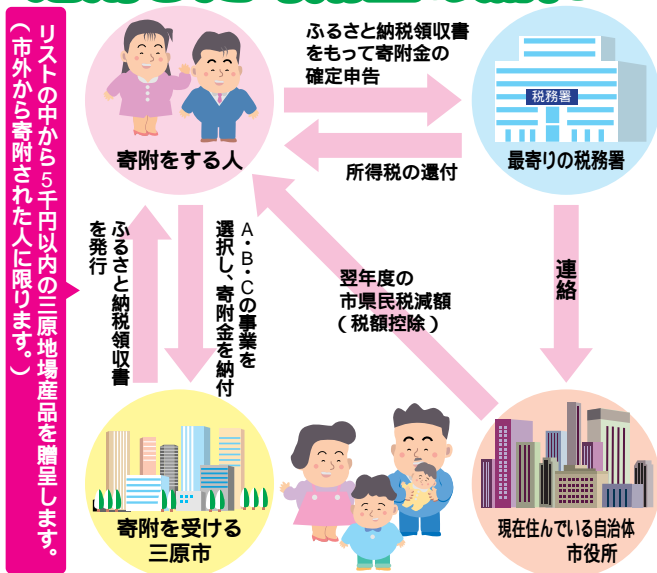 リストの中から5千円以内の三原地場産品を贈呈します。
(市外から寄附された人に限ります。)
寄附をする人
ふるさと納税領収書
をもって寄附金の
確定申告
税務署
最寄りの税務署
所得税の還付
ふるさと納税領収書
を発行
A・B・Cの事業を
選択し、寄附金を納付
翌年度の
市県民税減額
(税額控除)
連絡
寄附を受ける
三原市
現在住んでいる自治体
市役所